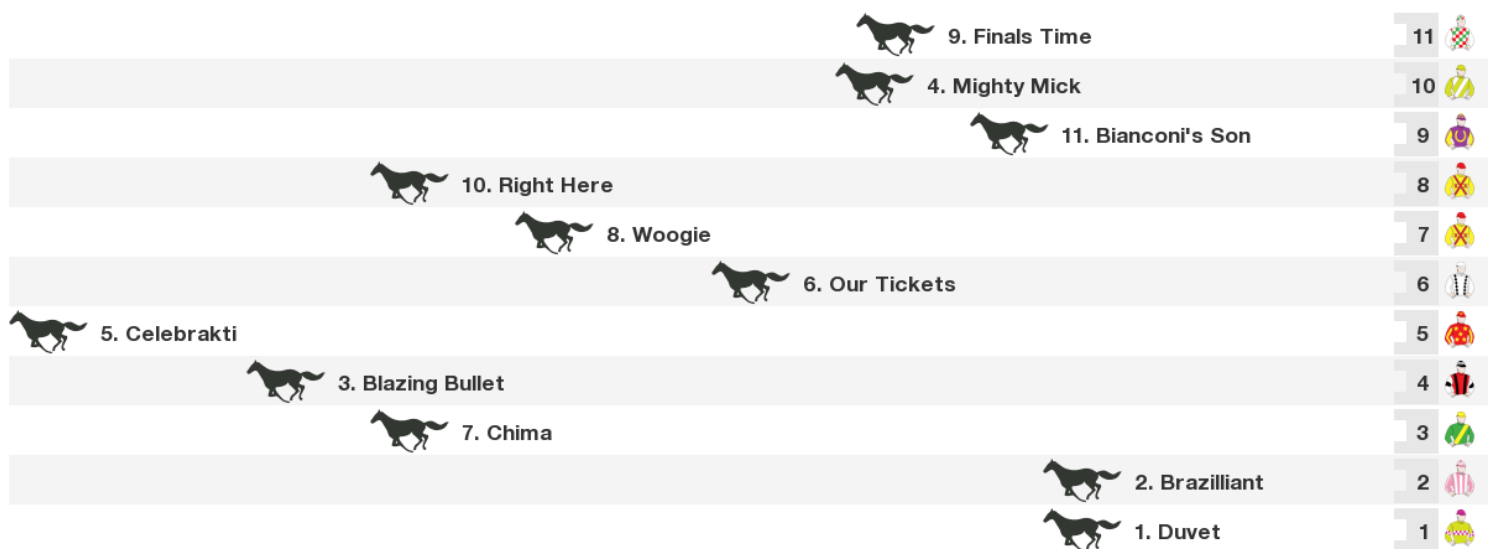 9. Finals Time 11
4. Mighty Mick 10
11. Bianconi's Son 9
10. Right Here 8
8. Woogie 7
6. Our Tickets 6
5. Celebrakti 5
3. Blazing Bullet 4
7. Chima 3
2. Brazilliant 2
1. Duvet 1